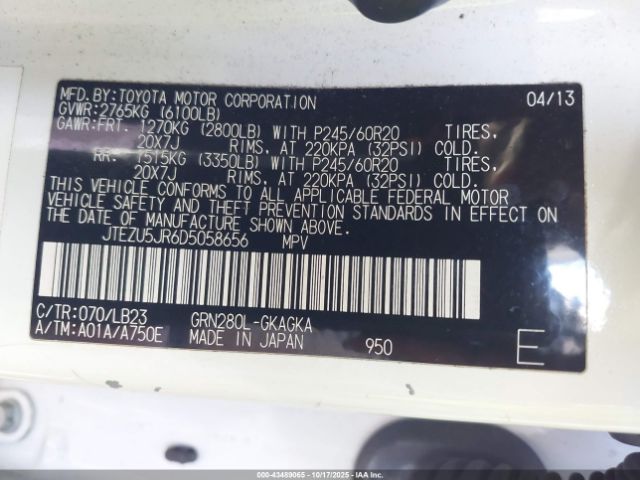 MFD.BY:TOYOTA MOTOR CORPORATION 04/13
GVWR:2765KG (6100LB)
GAWR:FRT. 1270KG (2800LB) WITH P245/60R20 TIRES,
20X7J RIMS, AT 220KPA (32PSI) COLD.
RR. 1515KG (3350LB) WITH P245/60R20 TIRES,
20X7J RIMS, AT 220KPA (32PSI) COLD.
THIS VEHICLE CONFORMS TO ALL APPLICABLE FEDERAL MOTOR
VEHICLE SAFETY AND THEFT PREVENTION STANDARDS IN EFFECT ON
THE DATE OF MANUFACTURE SHOWN ABOVE.
JTEZU5JR6D5058656 MPV
C/TR:070/LB23 GRN280L-GKAGKA
A/TM:A01A/A750E MADE IN JAPAN 950 E
000-43489065 - 10/17/2025 - Copyright © 2025 IAA, Inc.